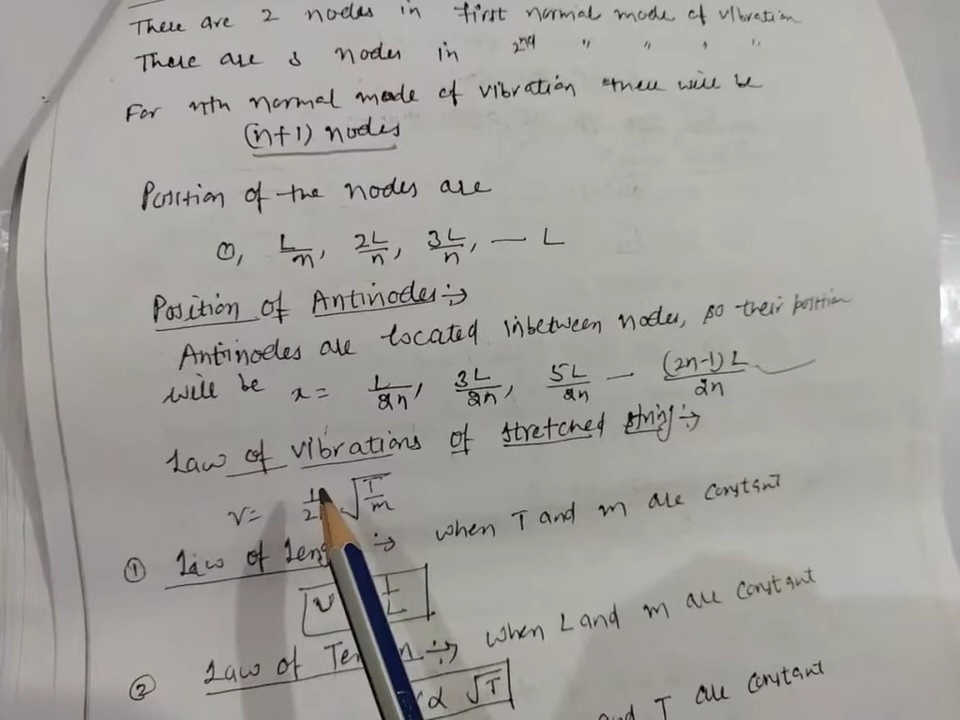 There are 2 nodes in first normal mode of vibration
There are 3 nodes in 2nd " " " "
For nth normal mode of vibration there will be
(n+1) nodes
Position of the nodes are
0, L/n, 2L/n, 3L/n, — L
Position of Antinodes :→
Antinodes are located inbetween nodes, so their position
will be x = L/2n, 3L/2n, 5L/2n — (2n-1)L/2n
Law of vibrations of stretched string :→
ν = 1/2 √T/m
① Law of :→ when T and m are constant
ν L
② Law of :→ when L and m are constant
α √T
and T are constant